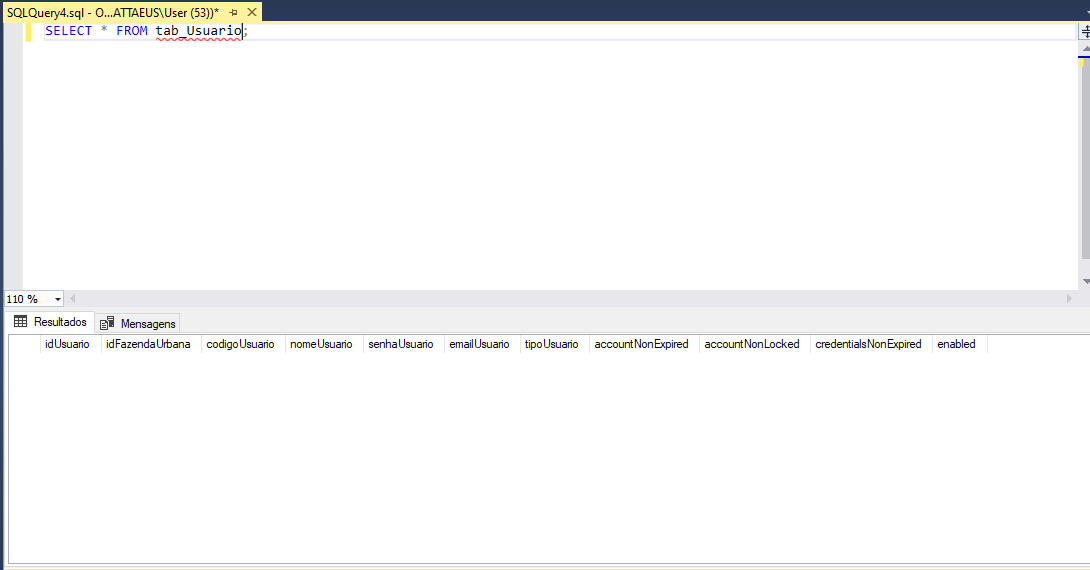 SQLQuery4.sql - O...ATTAEUS\User (53))*
SELECT * FROM tab_Usuario;
110 %
Resultados Mensagens
idUsuario idFazendaUrbana codigoUsuario nomeUsuario senhaUsuario emailUsuario tipoUsuario accountNonExpired accountNonLocked credentialsNonExpired enabled